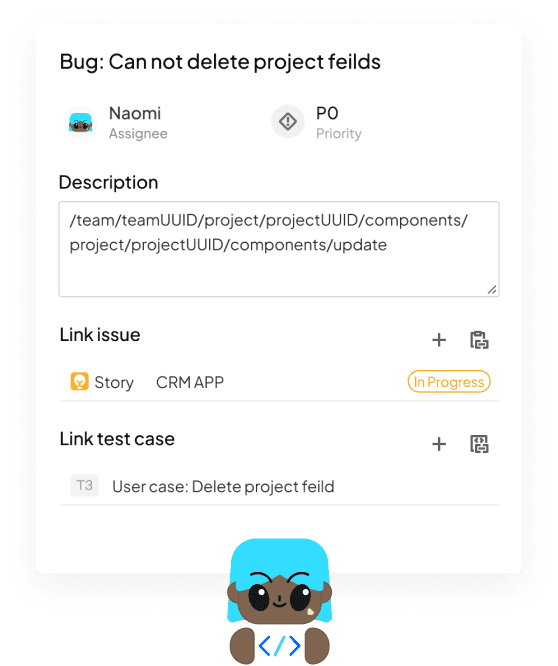 Bug: Can not delete project feilds
Naomi
Assignee
P0
Priority
Description
/team/teamUUID/project/projectUUID/components/
project/projectUUID/components/update
Link issue
Story CRM APP In Progress
Link test case
T3 User case: Delete project feild
</>